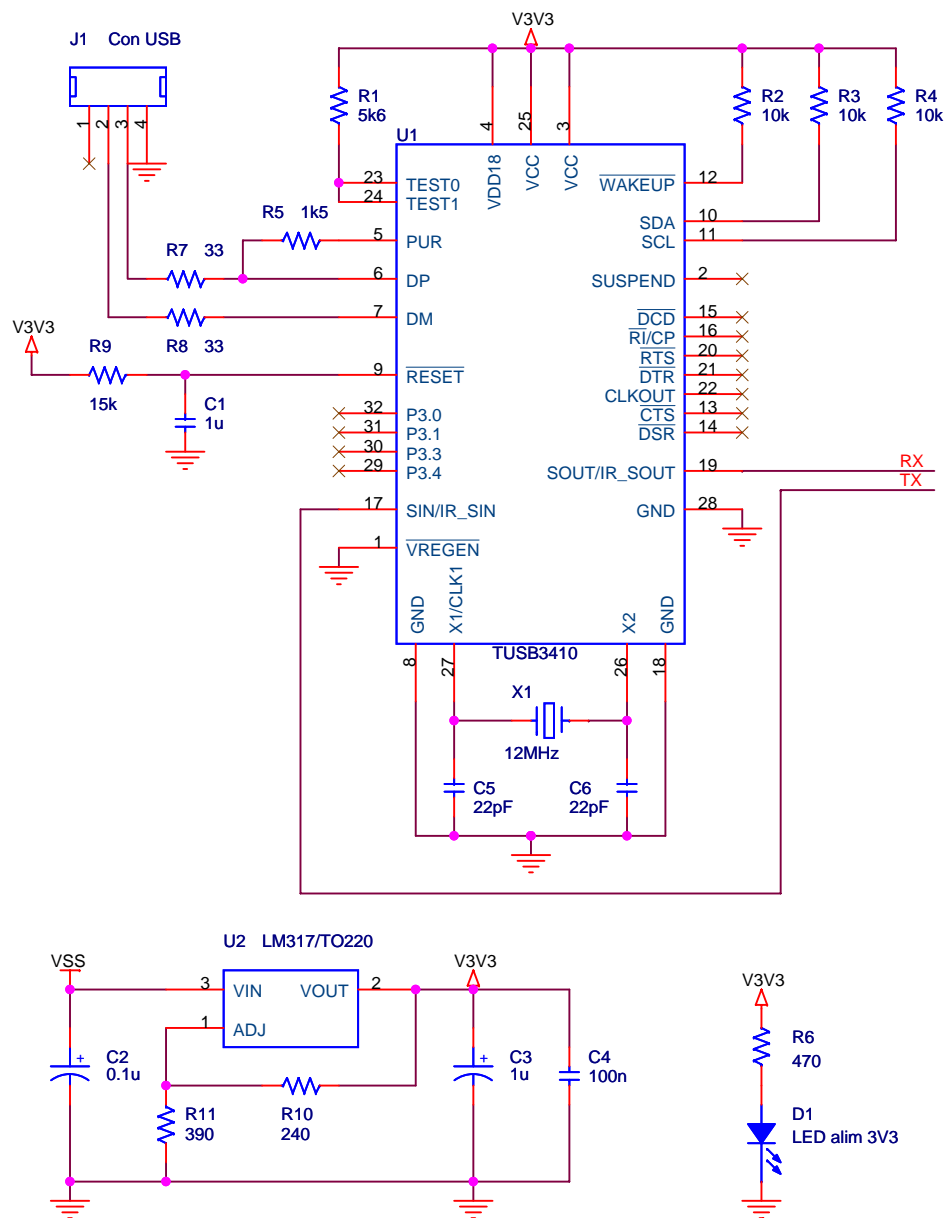 J1 Con USB
V3V3
1
2
3
4
R1
5k6
R2
10k
R3
10k
R4
10k
U1
4
25
3
VDD18
VCC
VCC
23 TEST0
24 TEST1
R5 1k5
5 PUR
R7 33
6 DP
7 DM
R8 33
V3V3
R9
15k
9 RESET
C1
1u
32 P3.0
31 P3.1
30 P3.3
29 P3.4
17 SIN/IR_SIN
1 VREGEN
WAKEUP 12
SDA 10
SCL 11
SUSPEND 2
DCD 15
RI/CP 16
RTS 20
DTR 21
CLKOUT 22
CTS 13
DSR 14
SOUT/IR_SOUT 19
RX
TX
GND 28
GND
X1/CLK1
X2
GND
8
27
26
18
TUSB3410
X1
12MHz
C5
22pF
C6
22pF
U2 LM317/TO220
VSS
3 VIN
VOUT 2
1 ADJ
V3V3
C2
0.1u
+
R11
390
R10
240
C3
1u
+
C4
100n
V3V3
R6
470
D1
LED alim 3V3